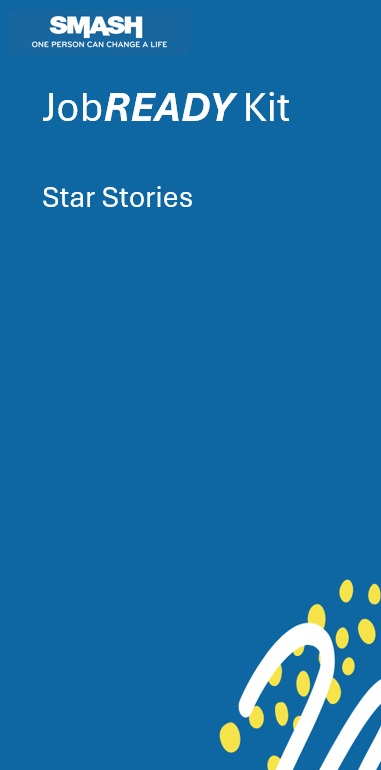 SMASH
ONE PERSON CAN CHANGE A LIFE
JobREADY Kit
Star Stories